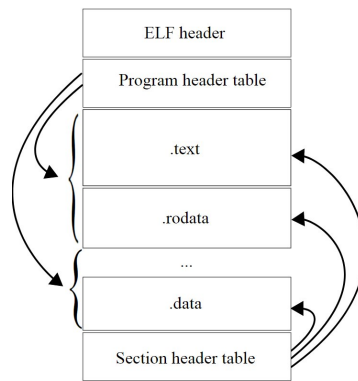 ELF header
Program header table
.text
.rodata
...
.data
Section header table